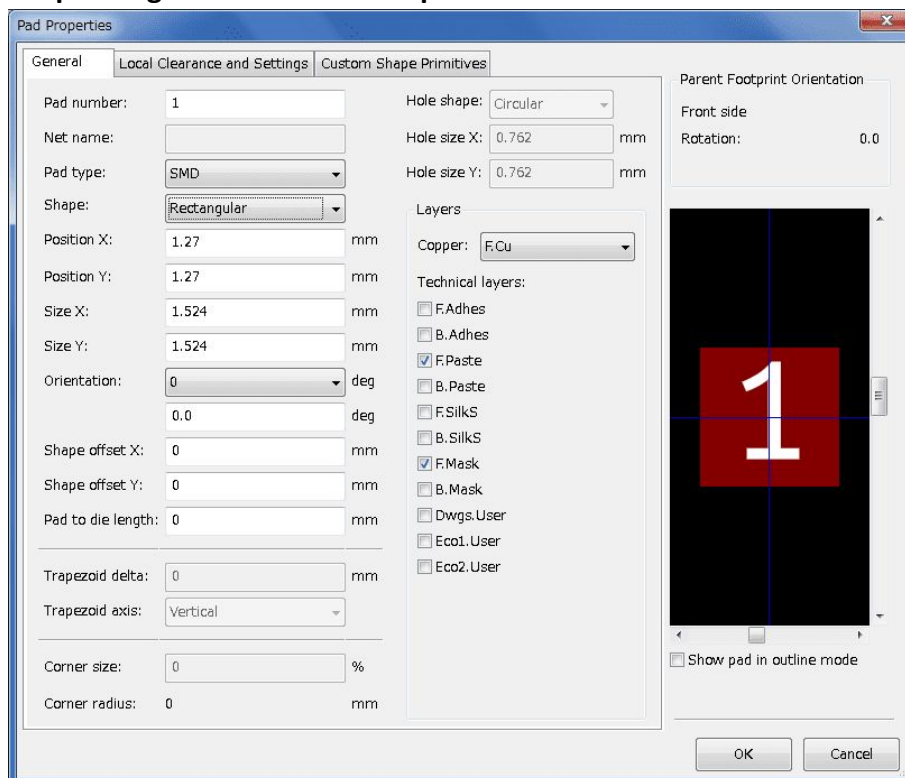 Pad Properties
General
Local Clearance and Settings
Custom Shape Primitives
Pad number: 1
Net name:
Pad type: SMD
Shape: Rectangular
Position X: 1.27 mm
Position Y: 1.27 mm
Size X: 1.524 mm
Size Y: 1.524 mm
Orientation: 0 deg
0.0 deg
Shape offset X: 0 mm
Shape offset Y: 0 mm
Pad to die length: 0 mm
Trapezoid delta: 0 mm
Trapezoid axis: Vertical
Corner size: 0 %
Corner radius: 0 mm
Hole shape: Circular
Hole size X: 0.762 mm
Hole size Y: 0.762 mm
Layers
Copper: F.Cu
Technical layers:
F.Adhes
B.Adhes
F.Paste
B.Paste
F.SilkS
B.SilkS
F.Mask
B.Mask
Dwgs.User
Eco1.User
Eco2.User
Parent Footprint Orientation
Front side
Rotation: 0.0
1
Show pad in outline mode
OK
Cancel